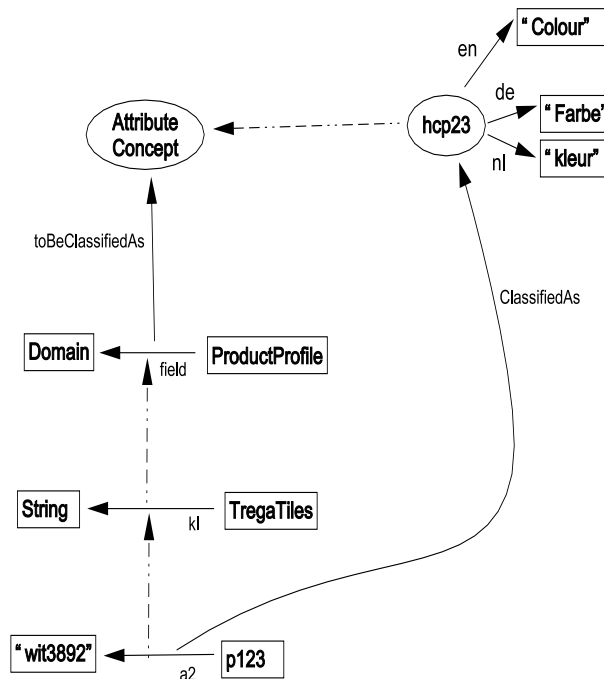 “ Colour”
en
de
“ Farbe”
Attribute
Concept
hcp23
nl
“ kleur”
toBeClassifiedAs
ClassifiedAs
Domain
field
ProductProfile
String
kl
TregaTiles
“ wit3892”
a2
p123